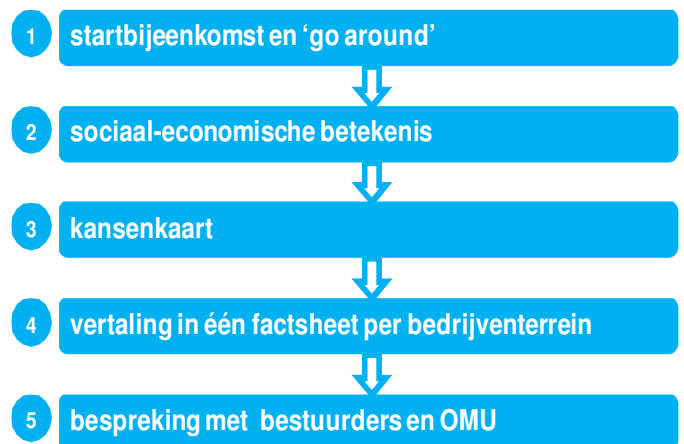 1 startbijeenkomst en ‘go around’
2 sociaal-economische betekenis
3 kansenkaart
4 vertaling in één factsheet per bedrijventerrein
5 bespreking met bestuurders en OMU